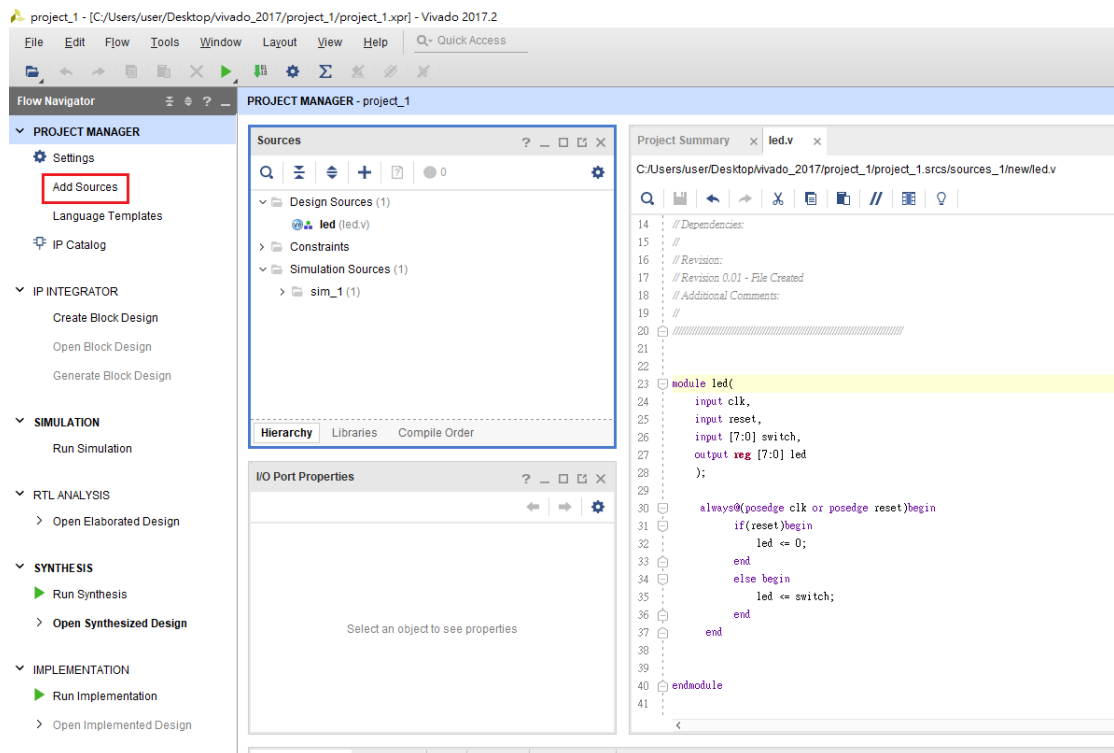 project_1 - [C:/Users/user/Desktop/vivado_2017/project_1/project_1.xpr] - Vivado 2017.2
File Edit Flow Tools Window Layout View Help Quick Access
Flow Navigator
PROJECT MANAGER
Settings
Add Sources
Language Templates
IP Catalog
IP INTEGRATOR
Create Block Design
Open Block Design
Generate Block Design
SIMULATION
Run Simulation
RTL ANALYSIS
Open Elaborated Design
SYNTHESIS
Run Synthesis
Open Synthesized Design
IMPLEMENTATION
Run Implementation
Open Implemented Design
PROJECT MANAGER - project_1
Sources
0
Design Sources (1)
led (led.v)
Constraints
Simulation Sources (1)
sim_1 (1)
Hierarchy Libraries Compile Order
I/O Port Properties
Select an object to see properties
Project Summary led.v
C:/Users/user/Desktop/vivado_2017/project_1/project_1.srcs/sources_1/new/led.v
14 // Dependencies:
15 //
16 // Revision:
17 // Revision 0.01 - File Created
18 // Additional Comments:
19 //
20 //////////////////////////////////////////////////////////////////////////////////
21
22
23 module led(
24 input clk,
25 input reset,
26 input [7:0] switch,
27 output reg [7:0] led
28 );
29
30 always@(posedge clk or posedge reset)begin
31 if(reset)begin
32 led <= 0;
33 end
34 else begin
35 led <= switch;
36 end
37 end
38
39
40 endmodule
41